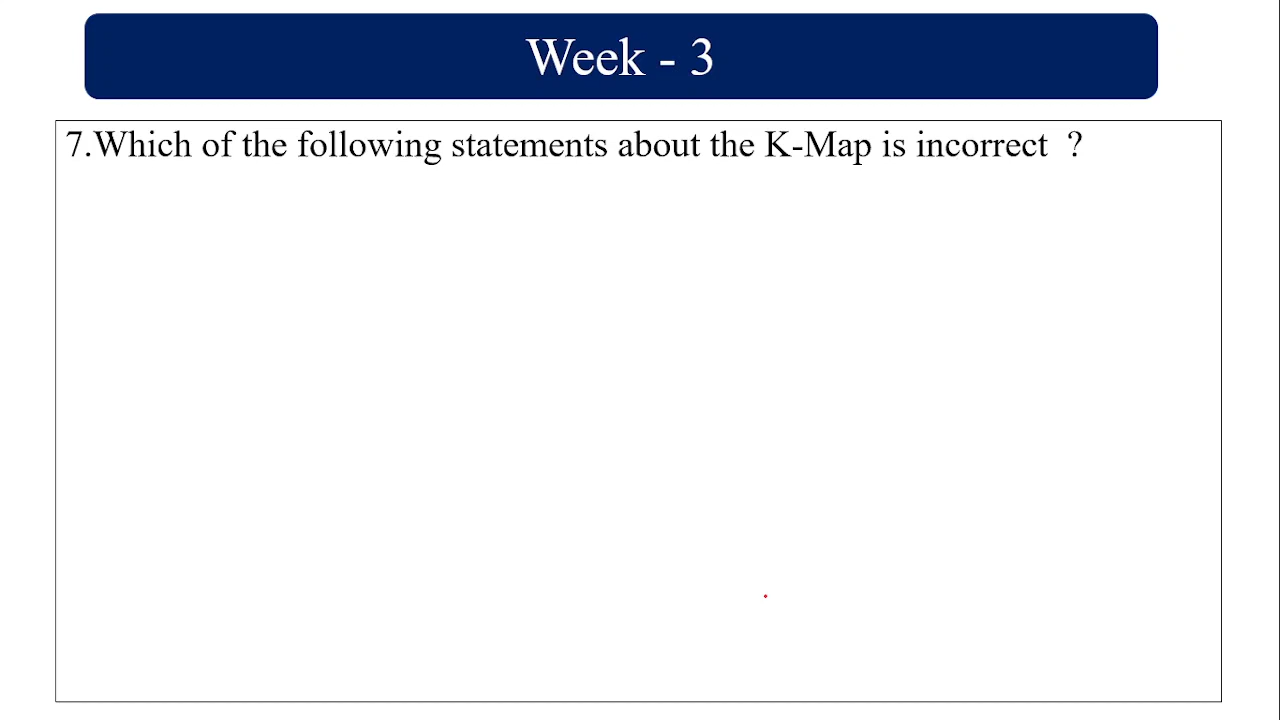 Week - 3
7.Which of the following statements about the K-Map is incorrect ?